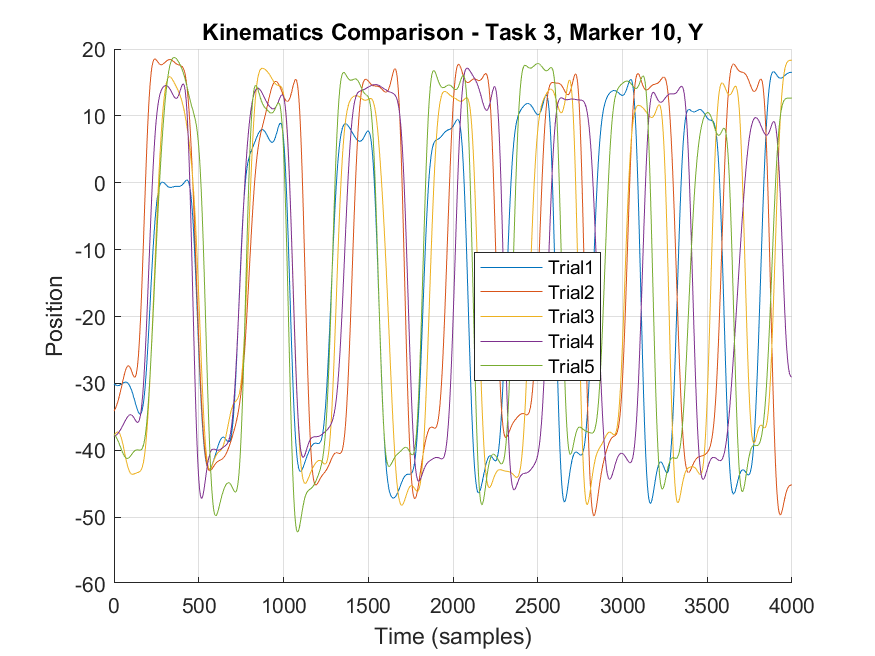 Kinematics Comparison - Task 3, Marker 10, Y
20
10
0
-10
-20
-30
-40
-50
-60
Position
Trial1
Trial2
Trial3
Trial4
Trial5
0 500 1000 1500 2000 2500 3000 3500 4000
Time (samples)